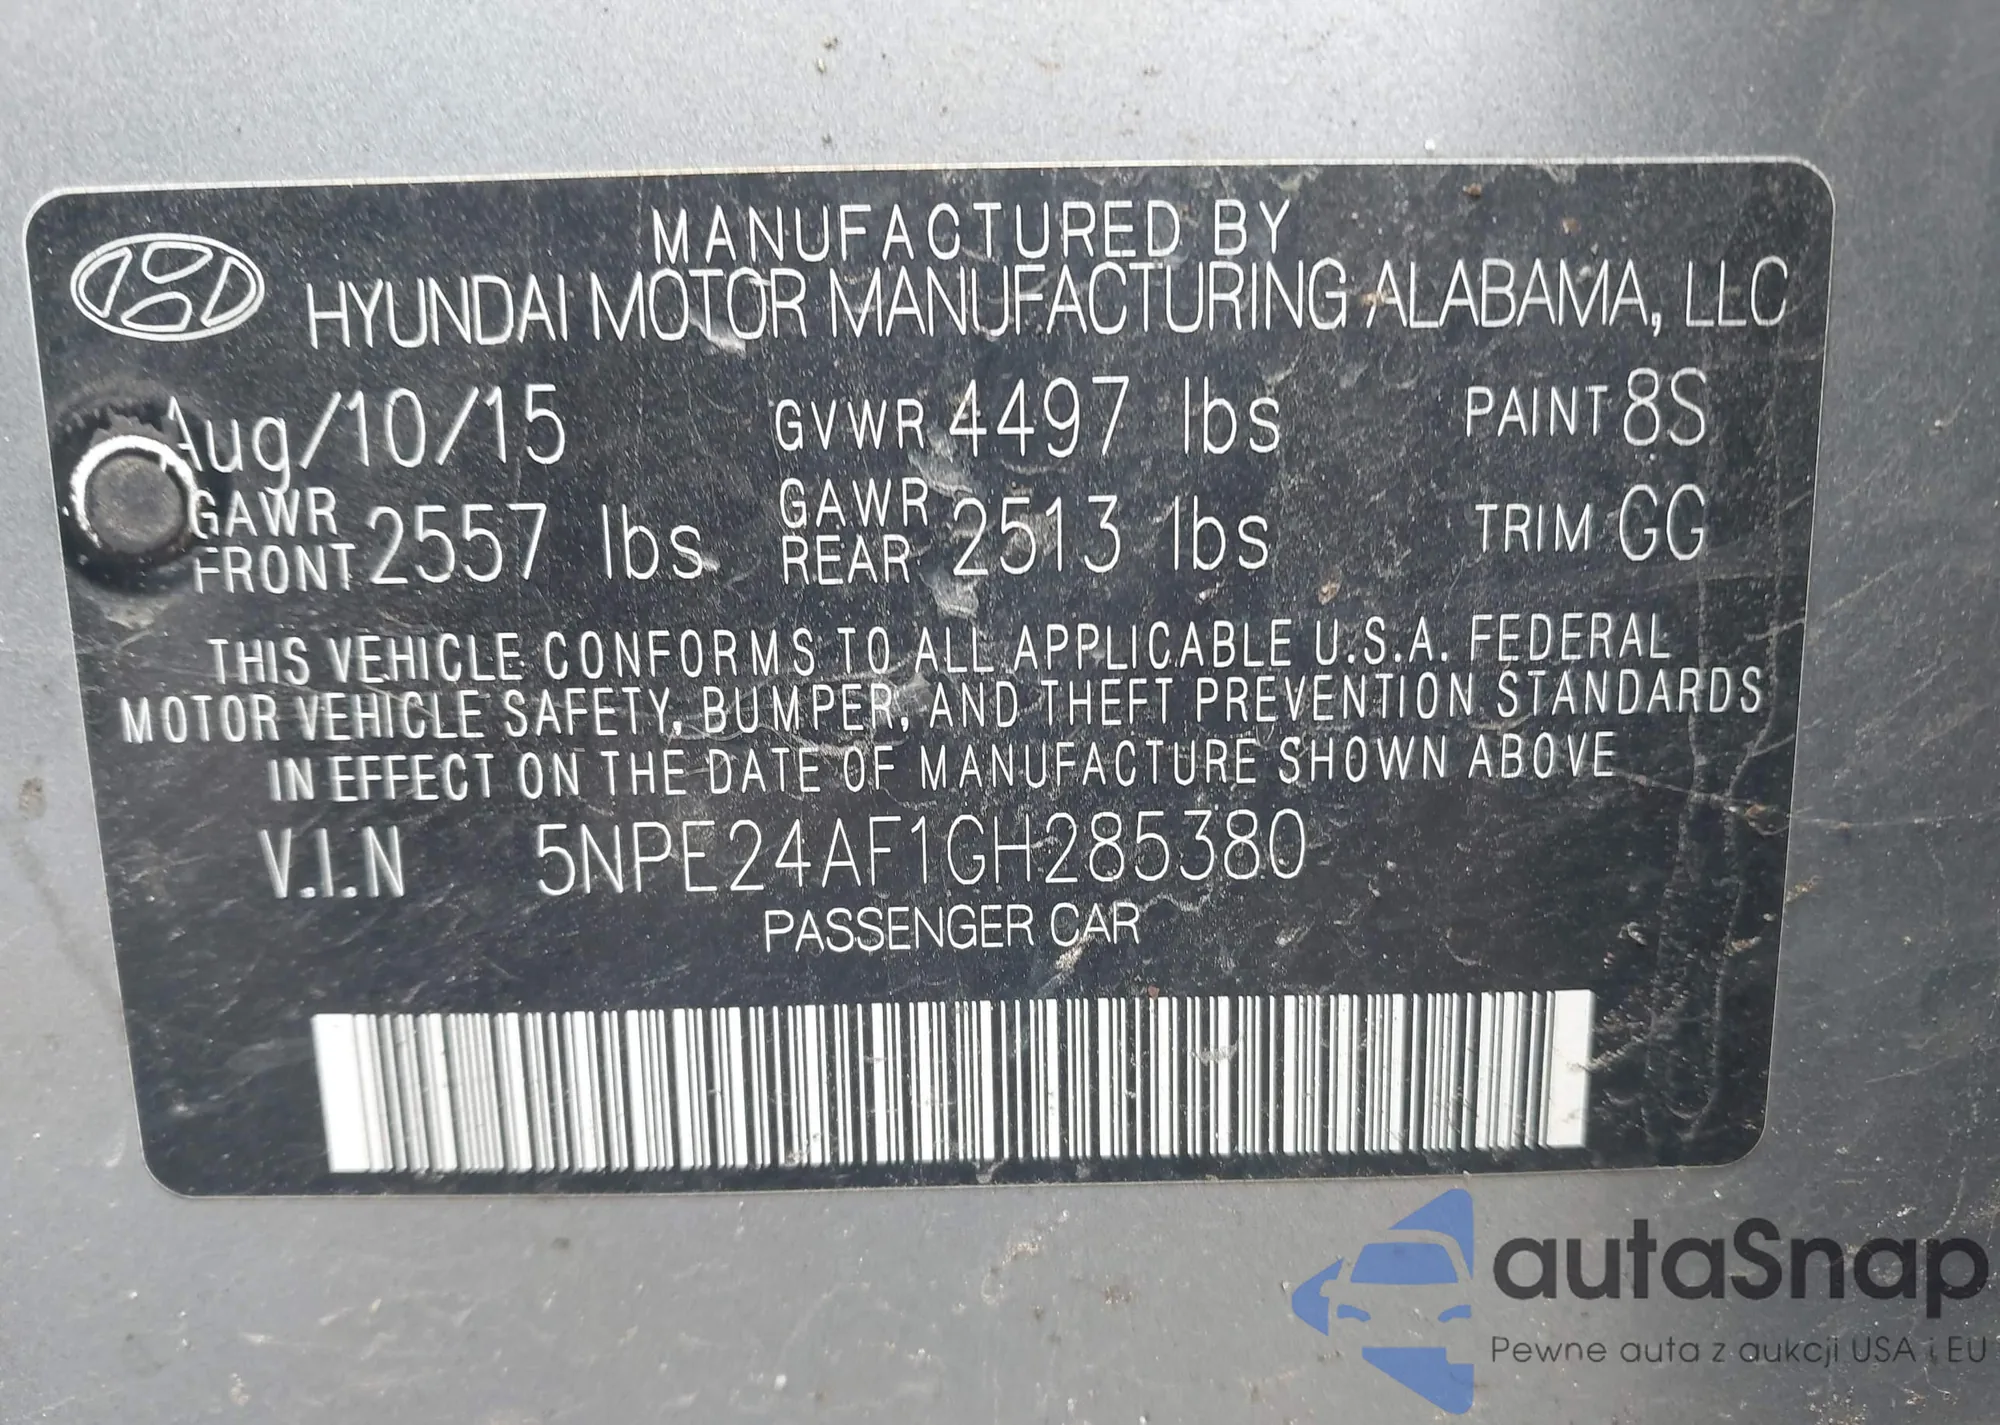 MANUFACTURED BY
HYUNDAI MOTOR MANUFACTURING ALABAMA, LLC
Aug/10/15 GVWR 4497 lbs PAINT 8S
GAWR FRONT 2557 lbs GAWR REAR 2513 lbs TRIM GG
THIS VEHICLE CONFORMS TO ALL APPLICABLE U.S.A. FEDERAL
MOTOR VEHICLE SAFETY, BUMPER, AND THEFT PREVENTION STANDARDS
IN EFFECT ON THE DATE OF MANUFACTURE SHOWN ABOVE
V.I.N 5NPE24AF1GH285380
PASSENGER CAR
autaSnap
Pewne auta z aukcji USA i EU